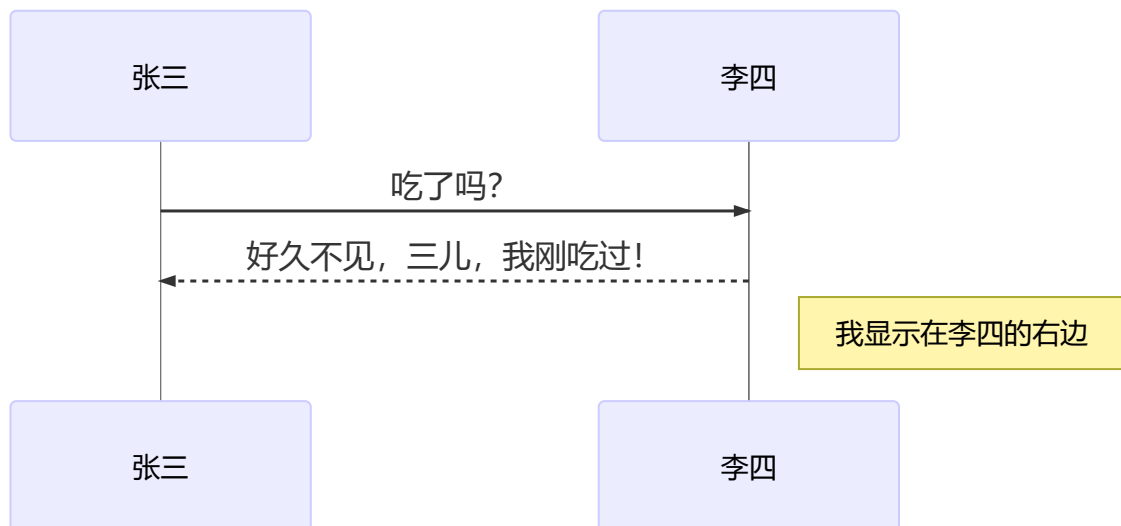 张三
李四
吃了吗？
好久不见，三儿，我刚吃过！
我显示在李四的右边
张三
李四